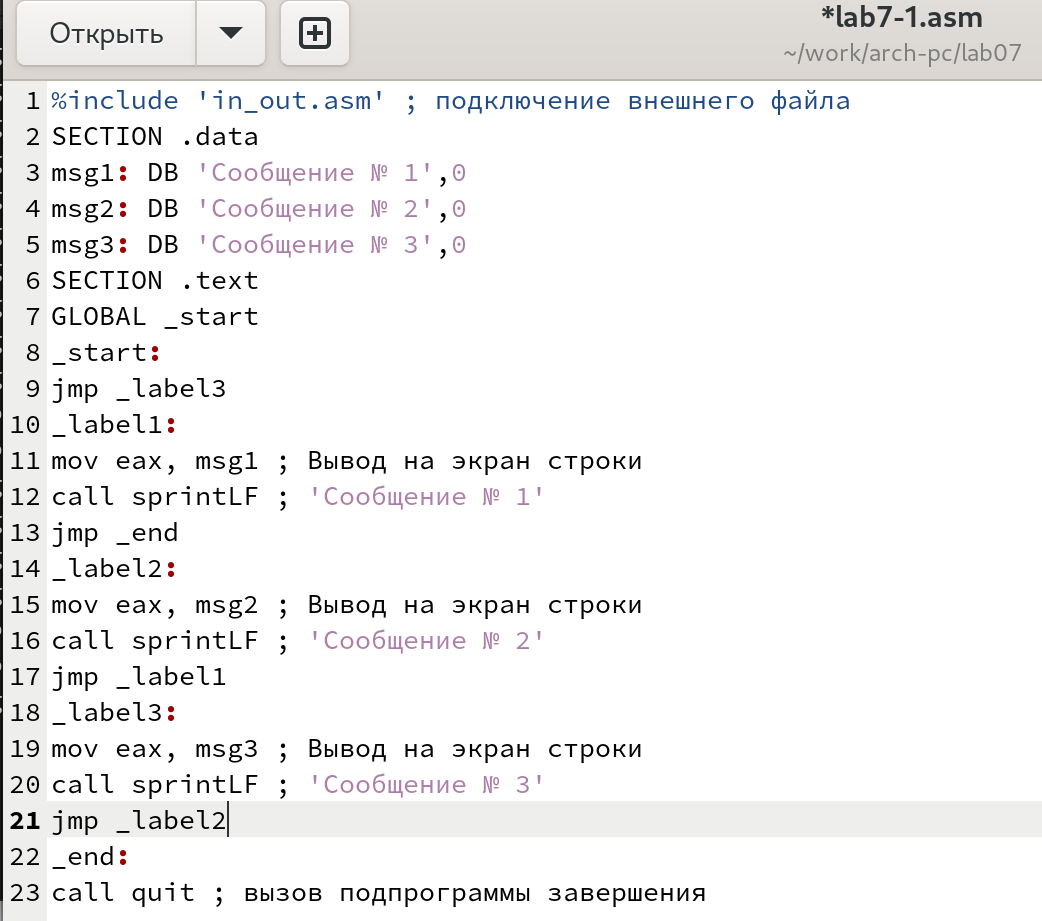 Открыть
*lab7-1.asm
~/work/arch-pc/lab07
1 %include 'in_out.asm' ; подключение внешнего файла
2 SECTION .data
3 msg1: DB 'Сообщение № 1',0
4 msg2: DB 'Сообщение № 2',0
5 msg3: DB 'Сообщение № 3',0
6 SECTION .text
7 GLOBAL _start
8 _start:
9 jmp _label3
10 _label1:
11 mov eax, msg1 ; Вывод на экран строки
12 call sprintLF ; 'Сообщение № 1'
13 jmp _end
14 _label2:
15 mov eax, msg2 ; Вывод на экран строки
16 call sprintLF ; 'Сообщение № 2'
17 jmp _label1
18 _label3:
19 mov eax, msg3 ; Вывод на экран строки
20 call sprintLF ; 'Сообщение № 3'
21 jmp _label2
22 _end:
23 call quit ; вызов подпрограммы завершения